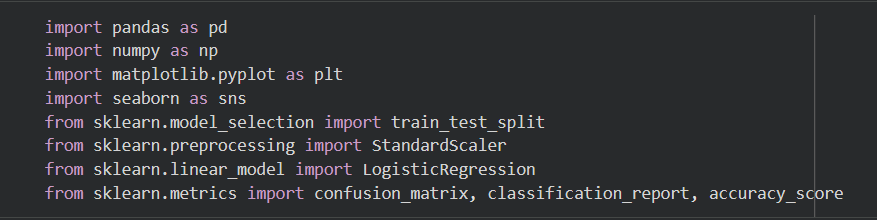 import pandas as pd
import numpy as np
import matplotlib.pyplot as plt
import seaborn as sns
from sklearn.model_selection import train_test_split
from sklearn.preprocessing import StandardScaler
from sklearn.linear_model import LogisticRegression
from sklearn.metrics import confusion_matrix, classification_report, accuracy_score